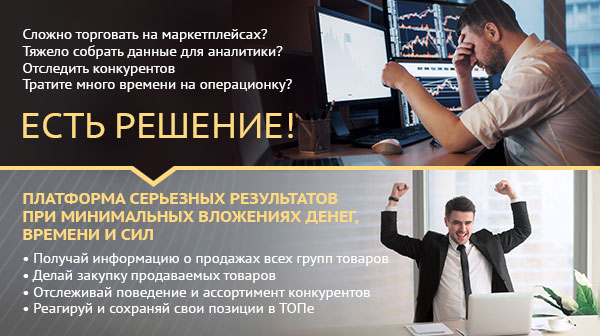 Сложно торговать на маркетплейсах?
Тяжело собрать данные для аналитики?
Отследить конкурентов
Тратите много времени на операционку?
ЕСТЬ РЕШЕНИЕ!
ПЛАТФОРМА СЕРЬЕЗНЫХ РЕЗУЛЬТАТОВ
ПРИ МИНИМАЛЬНЫХ ВЛОЖЕНИЯХ ДЕНЕГ,
ВРЕМЕНИ И СИЛ
• Получай информацию о продажах всех групп товаров
• Делай закупку продаваемых товаров
• Отслеживай поведение и ассортимент конкурентов
• Реагируй и сохраняй свои позиции в ТОПе